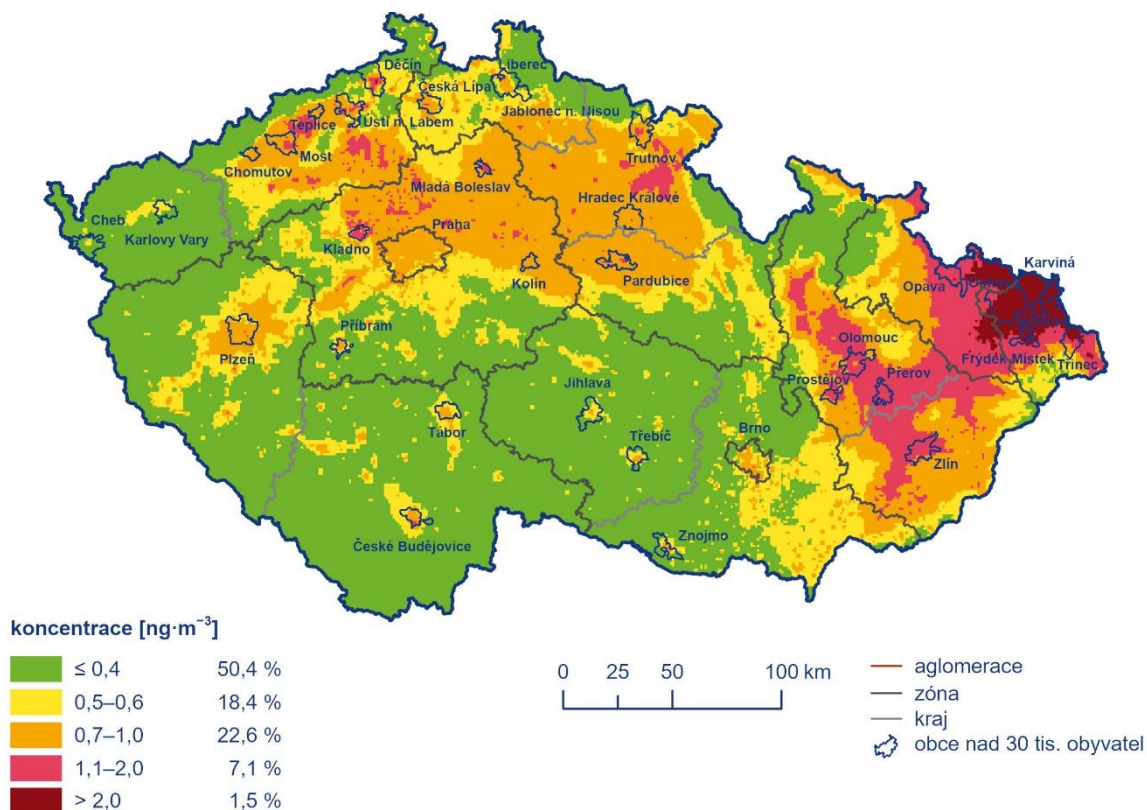 Děčín
Liberec
Česká Lípa
Jablonec n. Nisou
Teplice
Ústí n. Labem
Most
Trutnov
Chomutov
Mladá Boleslav
Hradec Králové
Cheb
Karlovy Vary
Praha
Kladno
Kolín
Pardubice
Karviná
Opava
Příbram
Plzeň
Olomouc
Frýdek Místek
Třinec
Jihlava
Prostějov
Přerov
Tábor
Třebíč
Brno
Zlín
Znojmo
České Budějovice
koncentrace [ng·m⁻³]
≤ 0,4 50,4 %
0,5–0,6 18,4 %
0,7–1,0 22,6 %
1,1–2,0 7,1 %
> 2,0 1,5 %
0 25 50 100 km
aglomerace
zóna
kraj
obce nad 30 tis. obyvatel